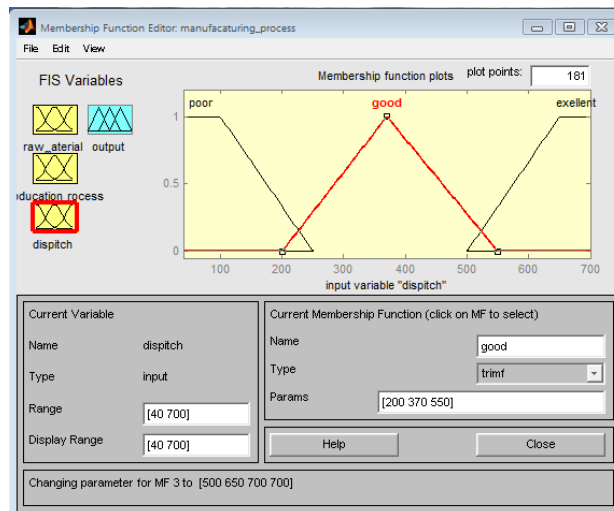 Membership Function Editor: manufacaturing_process
File Edit View
FIS Variables
Membership function plots plot points: 181
raw_aterial output
oducation rocess
dispitch
poor good exellent
1
0.5
0
100 200 300 400 500 600 700
input variable "dispitch"
Current Variable
Name dispitch
Type input
Range [40 700]
Display Range [40 700]
Current Membership Function (click on MF to select)
Name good
Type trimf
Params [200 370 550]
Help Close
Changing parameter for MF 3 to [500 650 700 700]